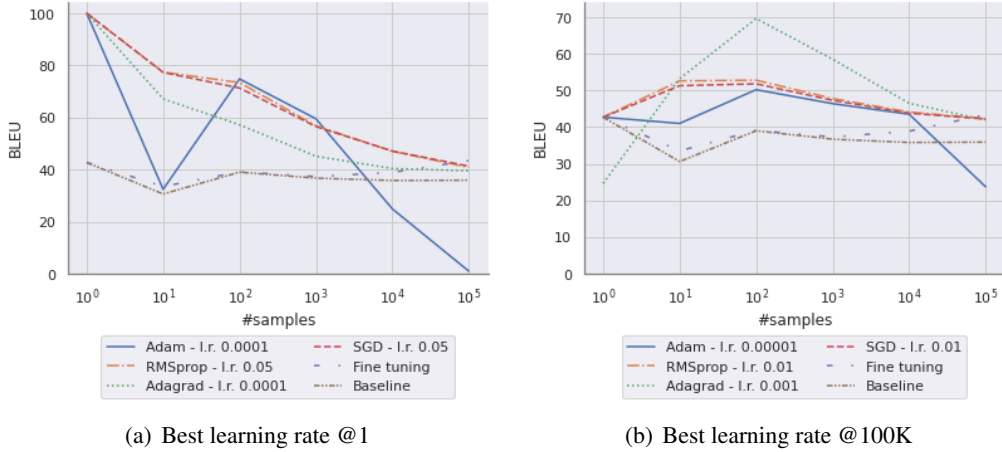 100
80
60
40
20
0
BLEU
10^0 10^1 10^2 10^3 10^4 10^5
#samples
Adam - l.r. 0.0001 SGD - l.r. 0.05
RMSprop - l.r. 0.05 Fine tuning
Adagrad - l.r. 0.0001 Baseline
(a) Best learning rate @1
70
60
50
40
30
20
10
0
BLEU
10^0 10^1 10^2 10^3 10^4 10^5
#samples
Adam - l.r. 0.00001 SGD - l.r. 0.01
RMSprop - l.r. 0.01 Fine tuning
Adagrad - l.r. 0.001 Baseline
(b) Best learning rate @100K